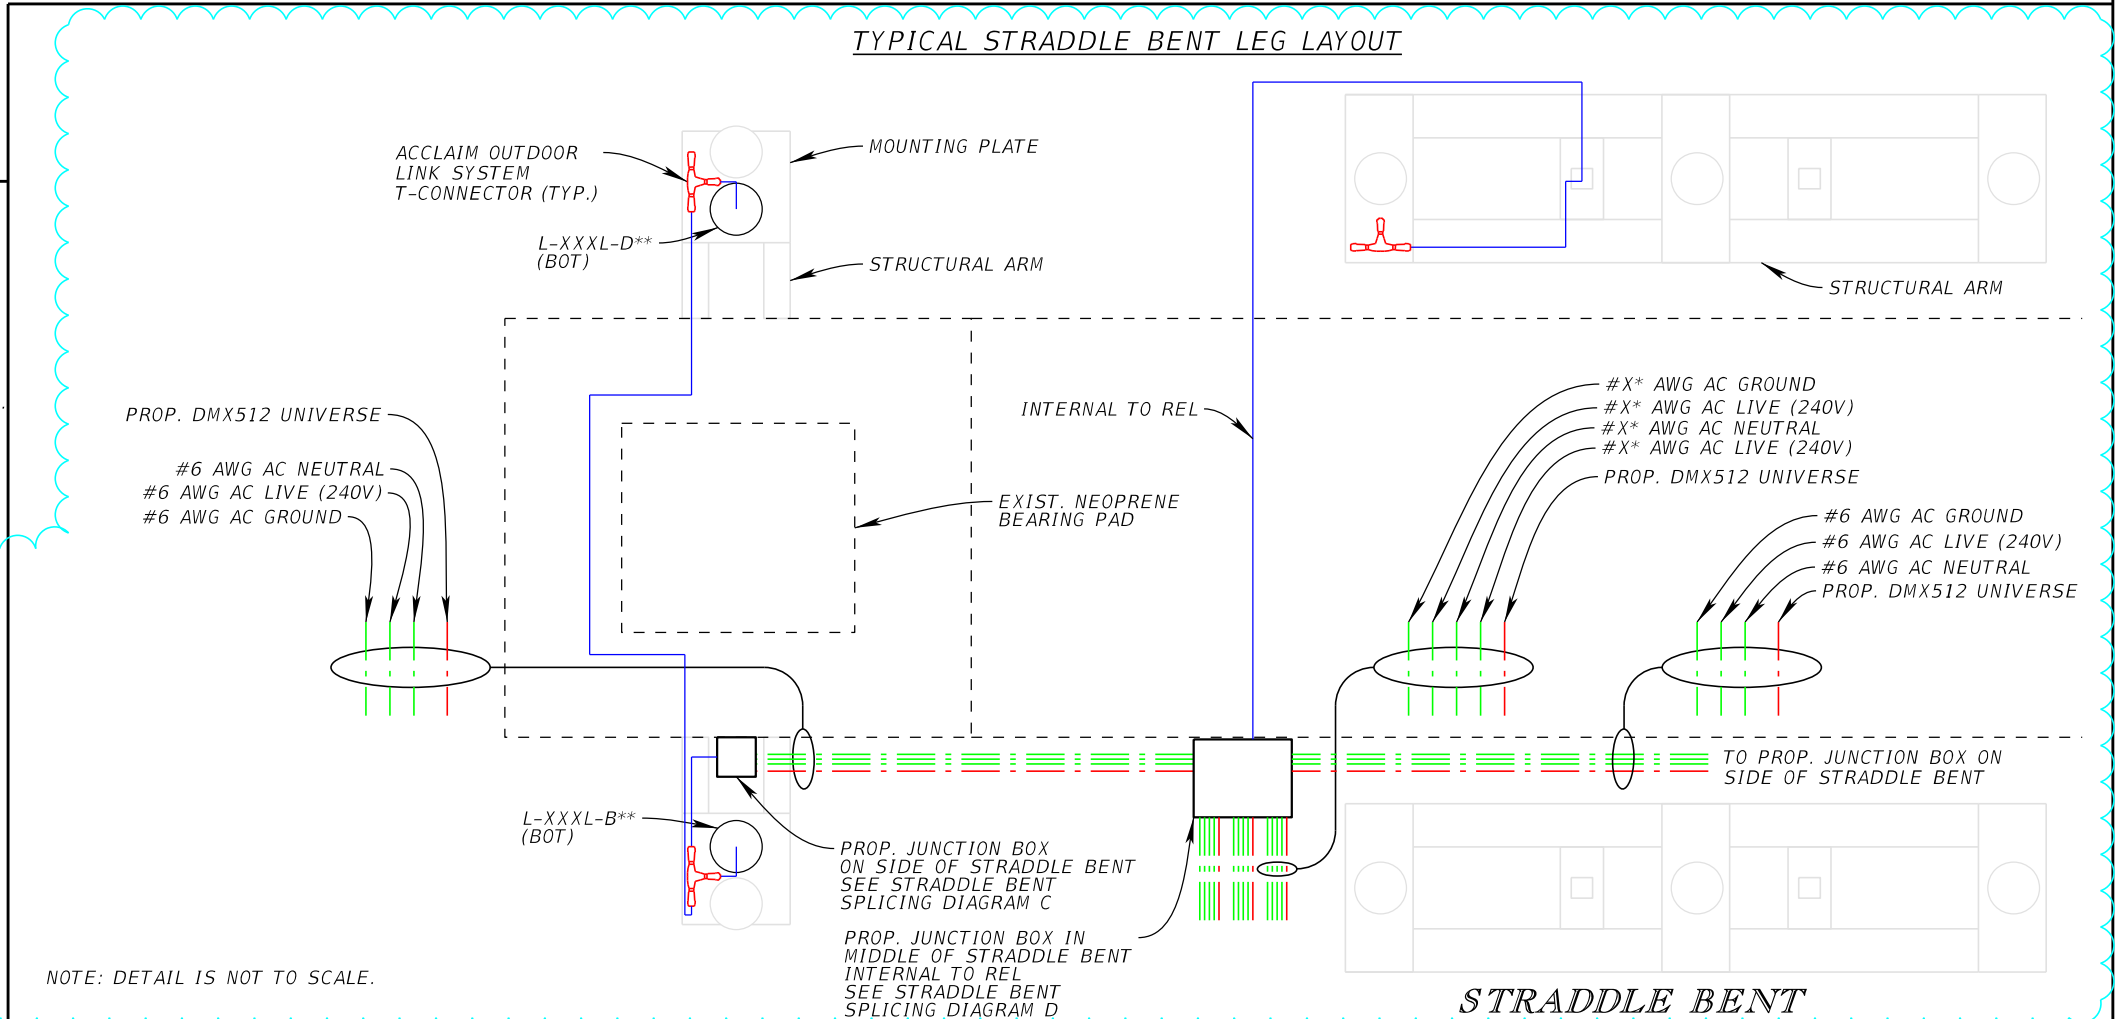 TYPICAL STRADDLE BENT LEG LAYOUT
ACCLAIM OUTDOOR
LINK SYSTEM
T-CONNECTOR (TYP.)
MOUNTING PLATE
L-XXXL-D**
(BOT)
STRUCTURAL ARM
STRUCTURAL ARM
PROP. DMX512 UNIVERSE
#6 AWG AC NEUTRAL
#6 AWG AC LIVE (240V)
#6 AWG AC GROUND
INTERNAL TO REL
EXIST. NEOPRENE
BEARING PAD
#X* AWG AC GROUND
#X* AWG AC LIVE (240V)
#X* AWG AC NEUTRAL
#X* AWG AC LIVE (240V)
PROP. DMX512 UNIVERSE
#6 AWG AC GROUND
#6 AWG AC LIVE (240V)
#6 AWG AC NEUTRAL
PROP. DMX512 UNIVERSE
TO PROP. JUNCTION BOX ON
SIDE OF STRADDLE BENT
L-XXXL-B**
(BOT)
PROP. JUNCTION BOX
ON SIDE OF STRADDLE BENT
SEE STRADDLE BENT
SPLICING DIAGRAM C
PROP. JUNCTION BOX IN
MIDDLE OF STRADDLE BENT
INTERNAL TO REL
SEE STRADDLE BENT
SPLICING DIAGRAM D
NOTE: DETAIL IS NOT TO SCALE.
STRADDLE BENT